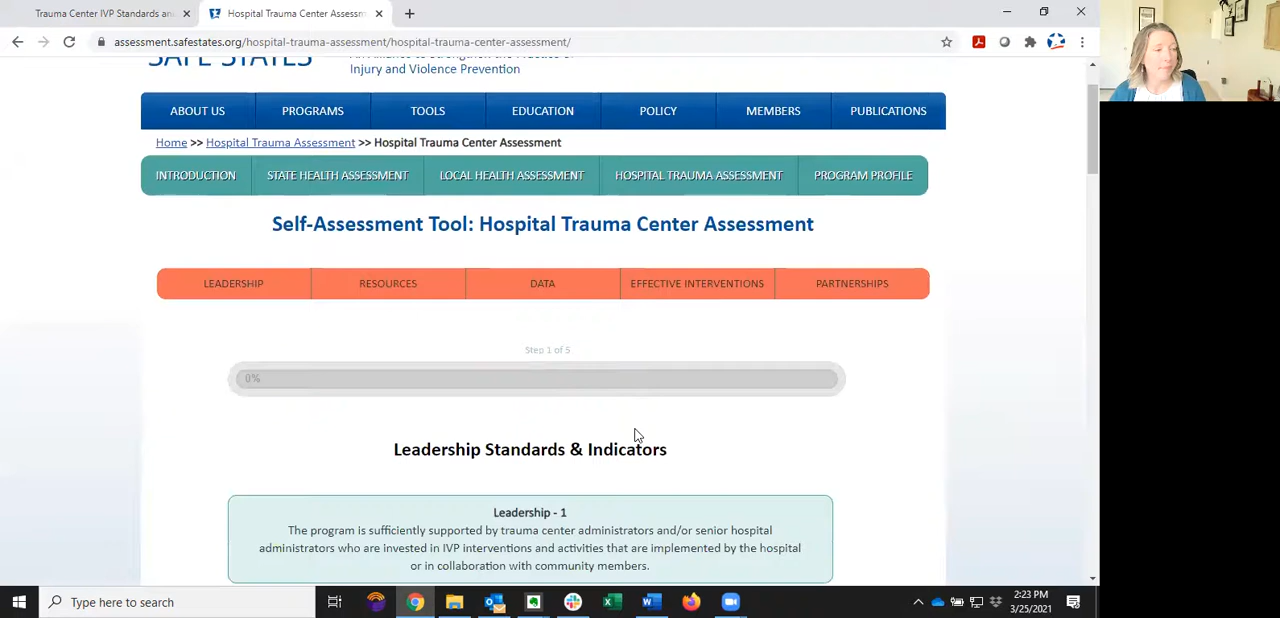 Trauma Center IVP Standards an
Hospital Trauma Center Assessm
assessment.safestates.org/hospital-trauma-assessment/hospital-trauma-center-assessment/
SAFE STATES
Injury and Violence Prevention
ABOUT US PROGRAMS TOOLS EDUCATION POLICY MEMBERS PUBLICATIONS
Home >> Hospital Trauma Assessment >> Hospital Trauma Center Assessment
INTRODUCTION STATE HEALTH ASSESSMENT LOCAL HEALTH ASSESSMENT HOSPITAL TRAUMA ASSESSMENT PROGRAM PROFILE
Self-Assessment Tool: Hospital Trauma Center Assessment
LEADERSHIP RESOURCES DATA EFFECTIVE INTERVENTIONS PARTNERSHIPS
Step 1 of 5
0%
Leadership Standards & Indicators
Leadership - 1
The program is sufficiently supported by trauma center administrators and/or senior hospital
administrators who are invested in IVP interventions and activities that are implemented by the hospital
or in collaboration with community members.
Type here to search
2:23 PM
3/25/2021